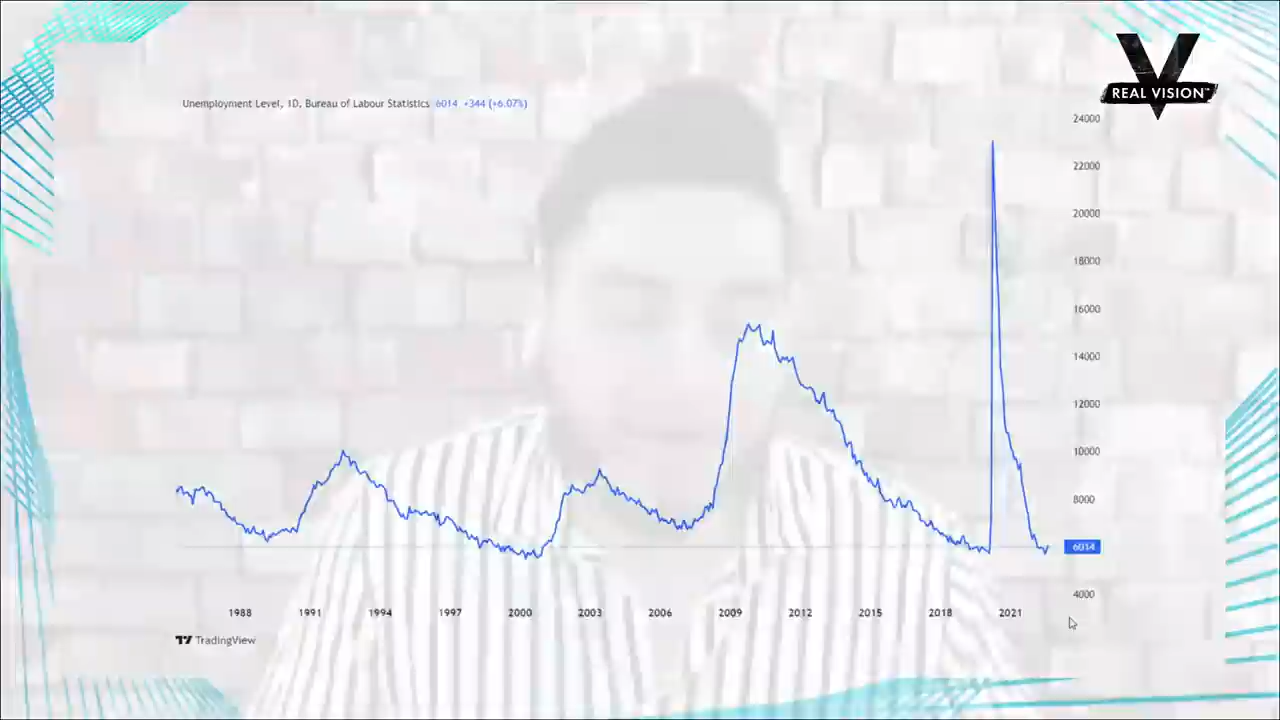 REAL VISION™
Unemployment Level, 1D, Bureau of Labour Statistics 6014 +344 (+6.07%)
24000
22000
20000
18000
16000
14000
12000
10000
8000
6014
4000
1988 1991 1994 1997 2000 2003 2006 2009 2012 2015 2018 2021
TradingView